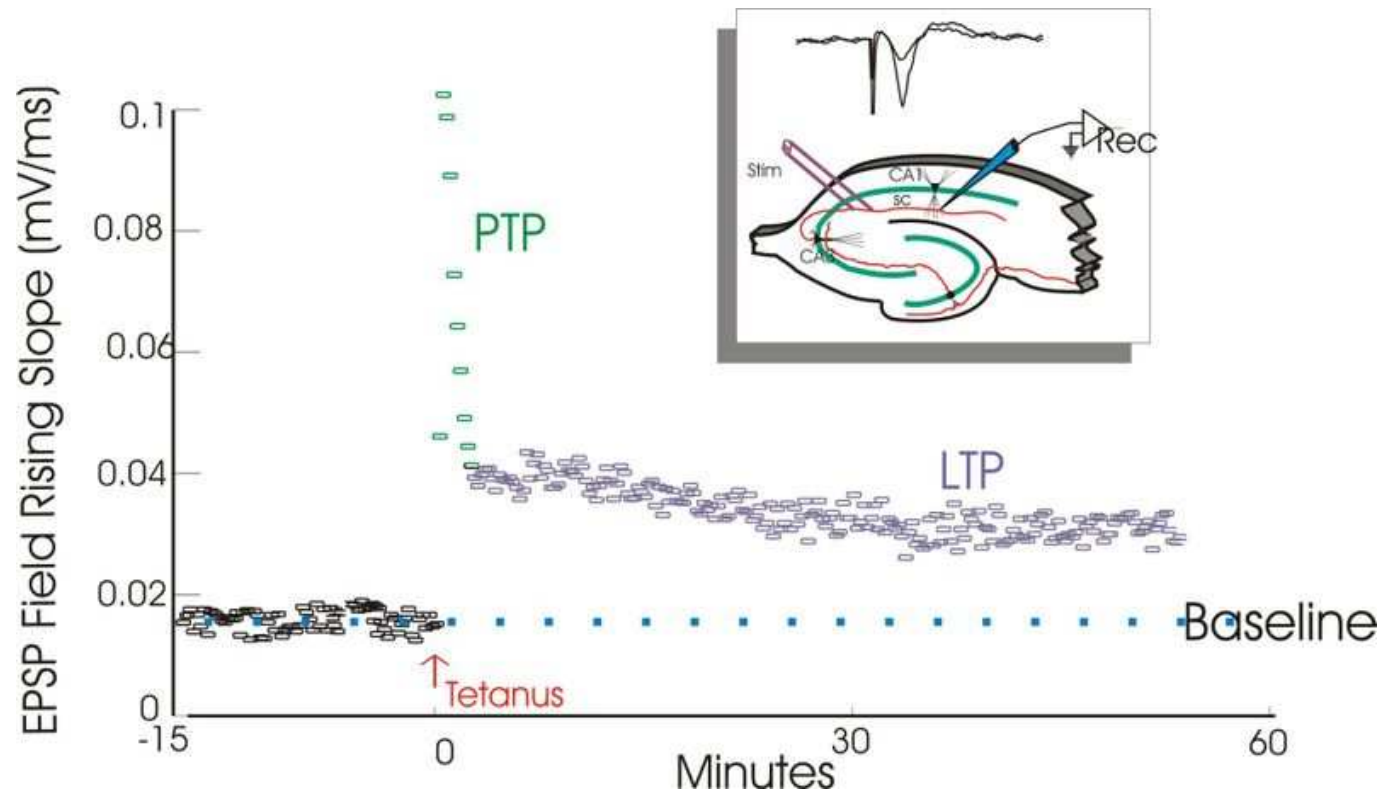 EPSP Field Rising Slope (mV/ms)
0.1
0.08
0.06
0.04
0.02
0
-15
0
30
60
Minutes
PTP
LTP
Baseline
Tetanus
Stim
Rec
CA1
SC
CA3